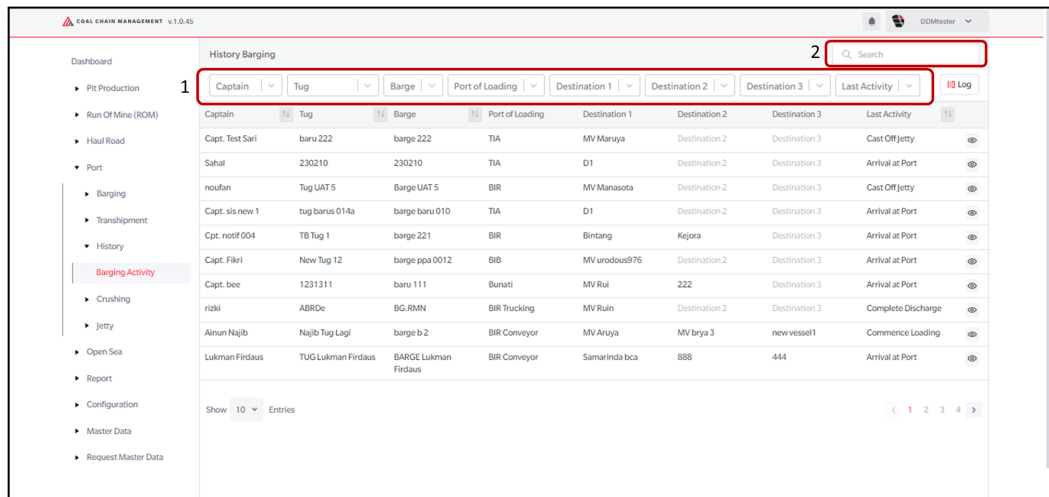 COAL CHAIN MANAGEMENT v.1.0.45
DDMtester
Dashboard
Pit Production
Run Of Mine (ROM)
Haul Road
Port
Barging
Transhipment
History
Barging Activity
Crushing
Jetty
Open Sea
Report
Configuration
Master Data
Request Master Data
History Barging
2
Search
1
Captain Tug Barge Port of Loading Destination 1 Destination 2 Destination 3 Last Activity Log
Captain Tug Barge Port of Loading Destination 1 Destination 2 Destination 3 Last Activity
Capt. Test Sari baru 222 barge 222 TIA MV Maruya Destination 2 Destination 3 Cast Off Jetty
Sahal 230210 230210 TIA D1 Destination 2 Destination 3 Arrival at Port
noufan Tug UAT 5 Barge UAT 5 BIR MV Manasota Destination 2 Destination 3 Cast Off Jetty
Capt. sis new 1 tug barus 014a barge baru 010 TIA D1 Destination 2 Destination 3 Arrival at Port
Cpt. notif 004 TB Tug 1 barge 221 BIR Bintang Kejora Destination 3 Arrival at Port
Capt. Fikri New Tug 12 barge ppa 0012 BIB MV urodous976 Destination 2 Destination 3 Arrival at Port
Capt. bee 1231311 baru 111 Bunati MV Rui 222 Destination 3 Arrival at Port
rizki ABRDe BG.RMN BIR Trucking MV Ruin Destination 2 Destination 3 Complete Discharge
Ainun Najib Najib Tug Lagi barge b 2 BIR Conveyor MV Aruya MV brya 3 new vessel1 Commence Loading
Lukman Firdaus TUG Lukman Firdaus BARGE Lukman BIR Conveyor Samarinda bca 888 444 Arrival at Port
Firdaus
Show 10 Entries
< 1 2 3 4 >